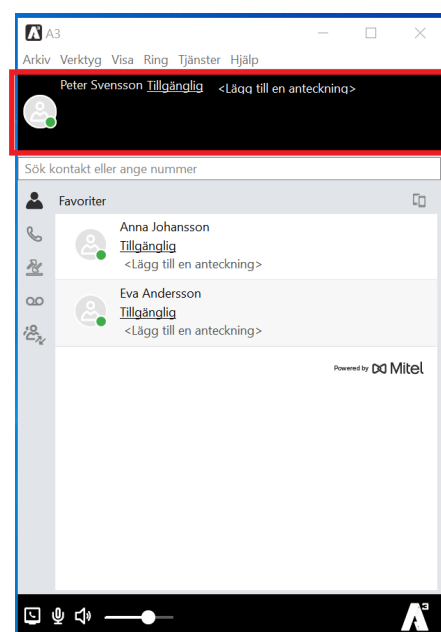 A3
Arkiv Verktyg Visa Ring Tjänster Hjälp
Peter Svensson Tillgänglig <Lägg till en anteckning>
Sök kontakt eller ange nummer
Favoriter
Anna Johansson
Tillgänglig
<Lägg till en anteckning>
Eva Andersson
Tillgänglig
<Lägg till en anteckning>
Powered by Mitel
A3